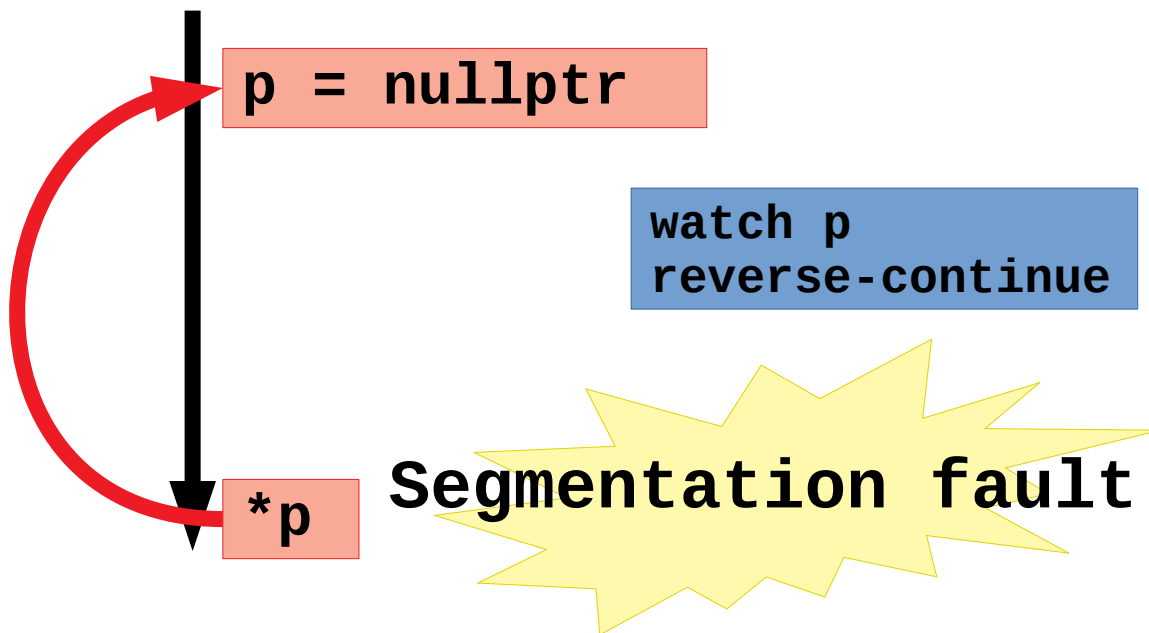 p = nullptr
watch p
reverse-continue
Segmentation fault
*p